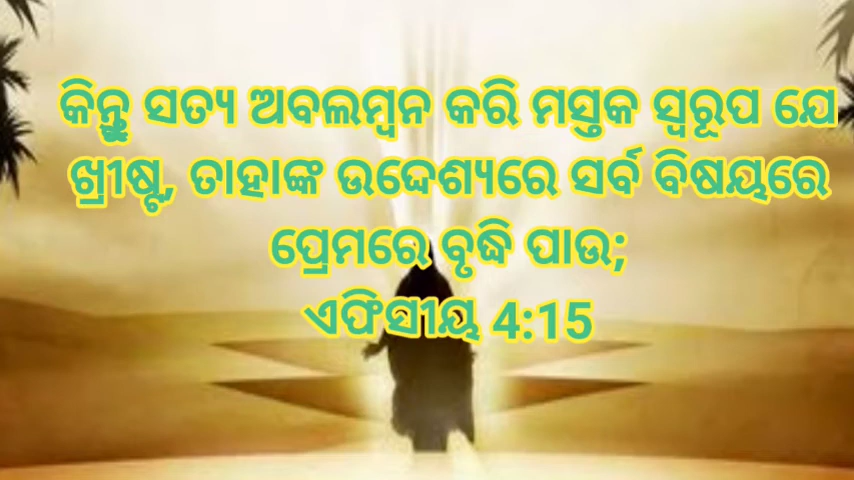 କିନ୍ତୁ ସତ୍ୟ ଅବଲମ୍ବନ କରି ମସ୍ତକ ସ୍ୱରୂପ ଯେ
ଖ୍ରୀଷ୍ଟ, ତାହାଙ୍କ ଉଦ୍ଦେଶ୍ୟରେ ସର୍ବ ବିଷୟରେ
ପ୍ରେମରେ ବୃଦ୍ଧି ପାଉ;
ଏଫିସୀୟ 4:15